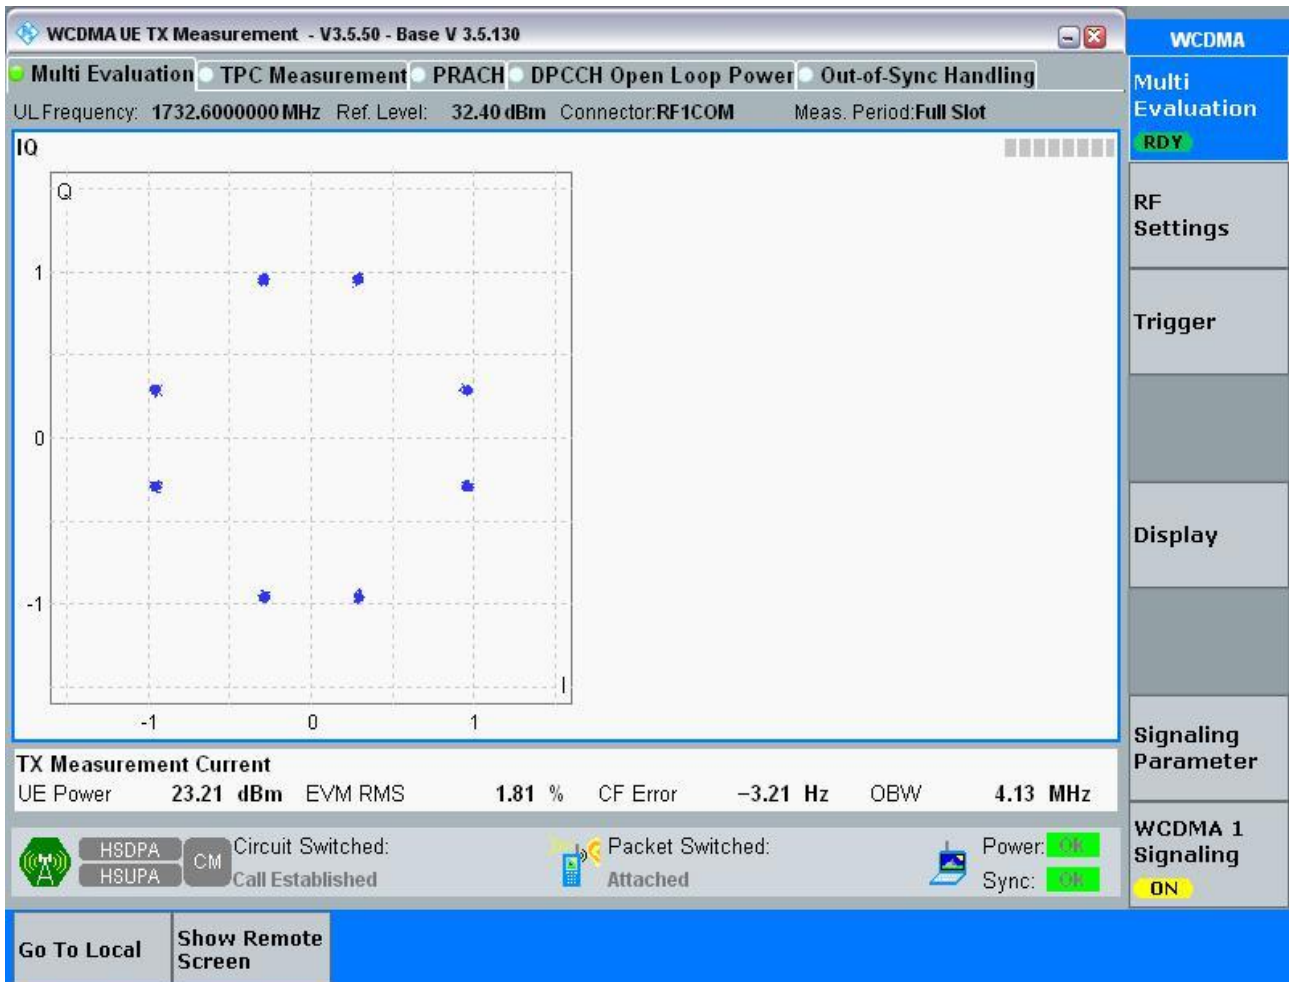 WCDMA UE TX Measurement - V3.5.50 - Base V 3.5.130
WCDMA
Multi Evaluation TPC Measurement PRACH DPCCH Open Loop Power Out-of-Sync Handling
Multi
Evaluation
RDY
UL Frequency: 1732.6000000 MHz Ref. Level: 32.40 dBm Connector:RF1COM Meas. Period:Full Slot
IQ
Q
1
0
-1
I
-1 0 1
RF
Settings
Trigger
Display
Signaling
Parameter
TX Measurement Current
UE Power 23.21 dBm EVM RMS 1.81 % CF Error −3.21 Hz OBW 4.13 MHz
WCDMA 1
Signaling
ON
HSDPA
HSUPA
CM
Circuit Switched:
Call Established
Packet Switched:
Attached
Power: OK
Sync: OK
Go To Local
Show Remote
Screen